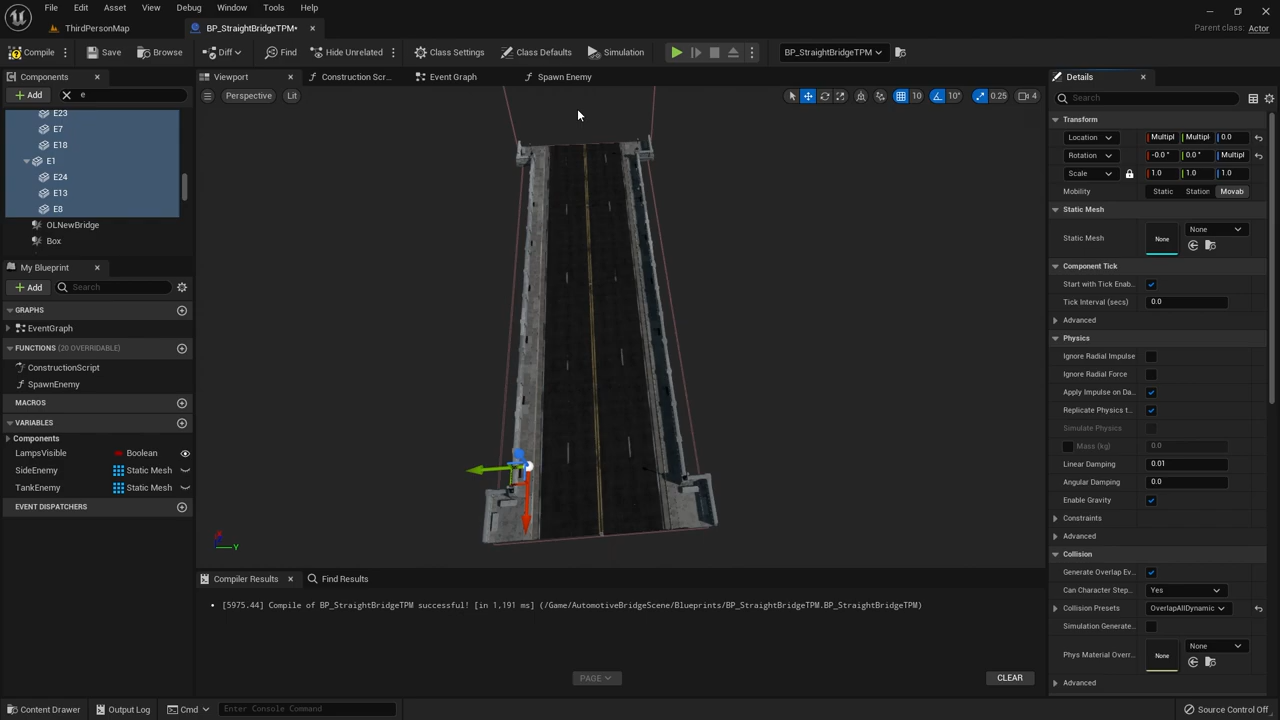 File Edit Asset View Debug Window Tools Help
ThirdPersonMap
BP_StraightBridgeTPM*
Parent class: Actor
Compile
Save
Browse
Diff
Find
Hide Unrelated
Class Settings
Class Defaults
Simulation
BP_StraightBridgeTPM
Components
Viewport
Construction Scr...
Event Graph
Spawn Enemy
Details
Add
e
Perspective
Lit
10
10°
0.25
4
Search
E23
E7
E18
E1
E24
E13
E8
OLNewBridge
Box
My Blueprint
Add
Search
GRAPHS
EventGraph
FUNCTIONS (20 OVERRIDABLE)
ConstructionScript
SpawnEnemy
MACROS
VARIABLES
Components
LampsVisible Boolean
SideEnemy Static Mesh
TankEnemy Static Mesh
EVENT DISPATCHERS
Y
Transform
Location Multipl Multipl 0.0
Rotation -0.0 ° 0.0 ° Multipl
Scale 1.0 1.0 1.0
Mobility Static Station Movab
Static Mesh
Static Mesh None None
Component Tick
Start with Tick Enab...
Tick Interval (secs) 0.0
Advanced
Physics
Ignore Radial Impulse
Ignore Radial Force
Apply Impulse on Da...
Replicate Physics t...
Simulate Physics
Mass (kg) 0.0
Linear Damping 0.01
Angular Damping 0.0
Enable Gravity
Constraints
Advanced
Collision
Generate Overlap Ev...
Can Character Step... Yes
Collision Presets OverlapAllDynamic
Simulation Generate...
Phys Material Overr... None None
Advanced
Compiler Results
Find Results
[5975.44] Compile of BP_StraightBridgeTPM successful! [in 1,191 ms] (/Game/AutomotiveBridgeScene/Blueprints/BP_StraightBridgeTPM.BP_StraightBridgeTPM)
PAGE
CLEAR
Content Drawer
Output Log
Cmd
Enter Console Command
Source Control Off